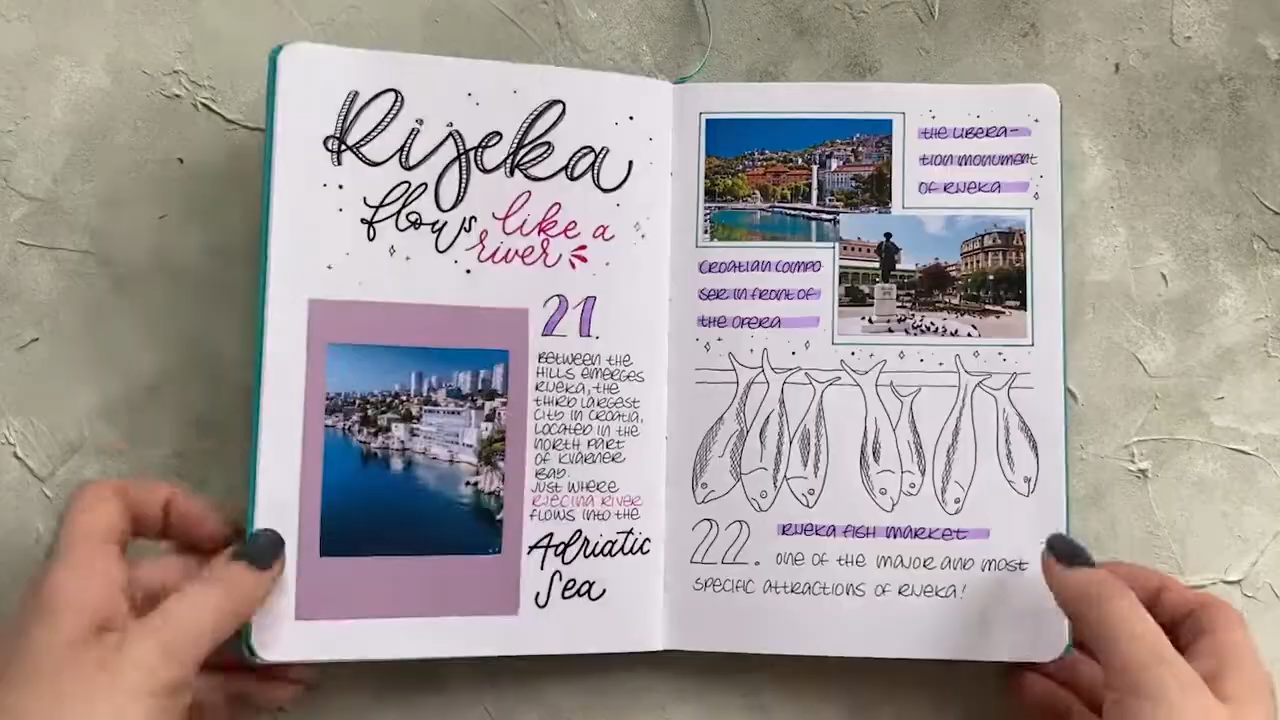 Rijeka
flows like a
river
21.
BETWEEN THE
HILLS EMERGES
RIJEKA, THE
THIRD LARGEST
CITY IN CROATIA,
LOCATED IN THE
NORTH PART
OF KVARNER
BAY.
JUST WHERE
RJECINA RIVER
FLOWS INTO THE
Adriatic
Sea
THE LIBERA-
TION MONUMENT
OF RIJEKA
CROATIAN COMPO
SER IN FRONT OF
THE OPERA
22. RIJEKA FISH MARKET
ONE OF THE MAJOR AND MOST
SPECIFIC ATTRACTIONS OF RIJEKA!